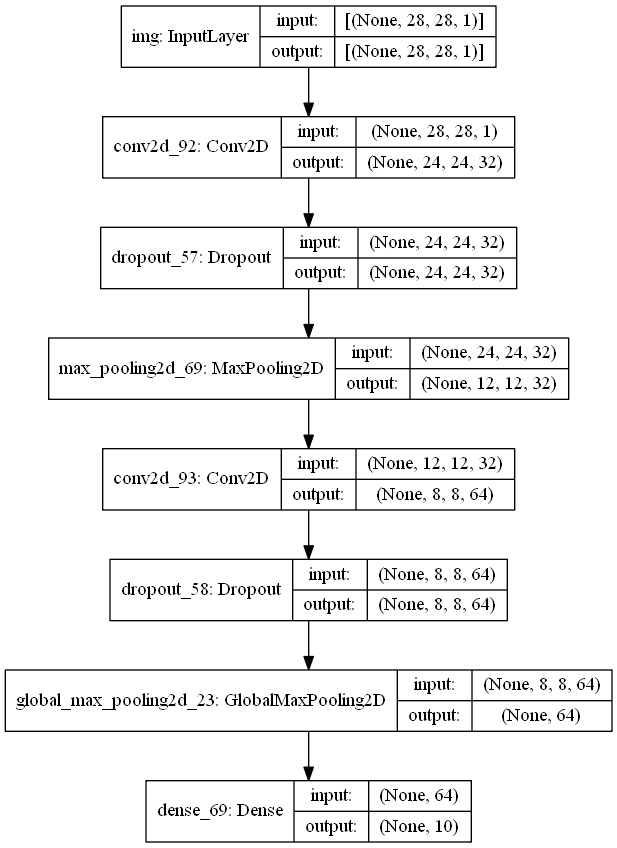 img: InputLayer
input: [(None, 28, 28, 1)]
output: [(None, 28, 28, 1)]
conv2d_92: Conv2D
input: (None, 28, 28, 1)
output: (None, 24, 24, 32)
dropout_57: Dropout
input: (None, 24, 24, 32)
output: (None, 24, 24, 32)
max_pooling2d_69: MaxPooling2D
input: (None, 24, 24, 32)
output: (None, 12, 12, 32)
conv2d_93: Conv2D
input: (None, 12, 12, 32)
output: (None, 8, 8, 64)
dropout_58: Dropout
input: (None, 8, 8, 64)
output: (None, 8, 8, 64)
global_max_pooling2d_23: GlobalMaxPooling2D
input: (None, 8, 8, 64)
output: (None, 64)
dense_69: Dense
input: (None, 64)
output: (None, 10)